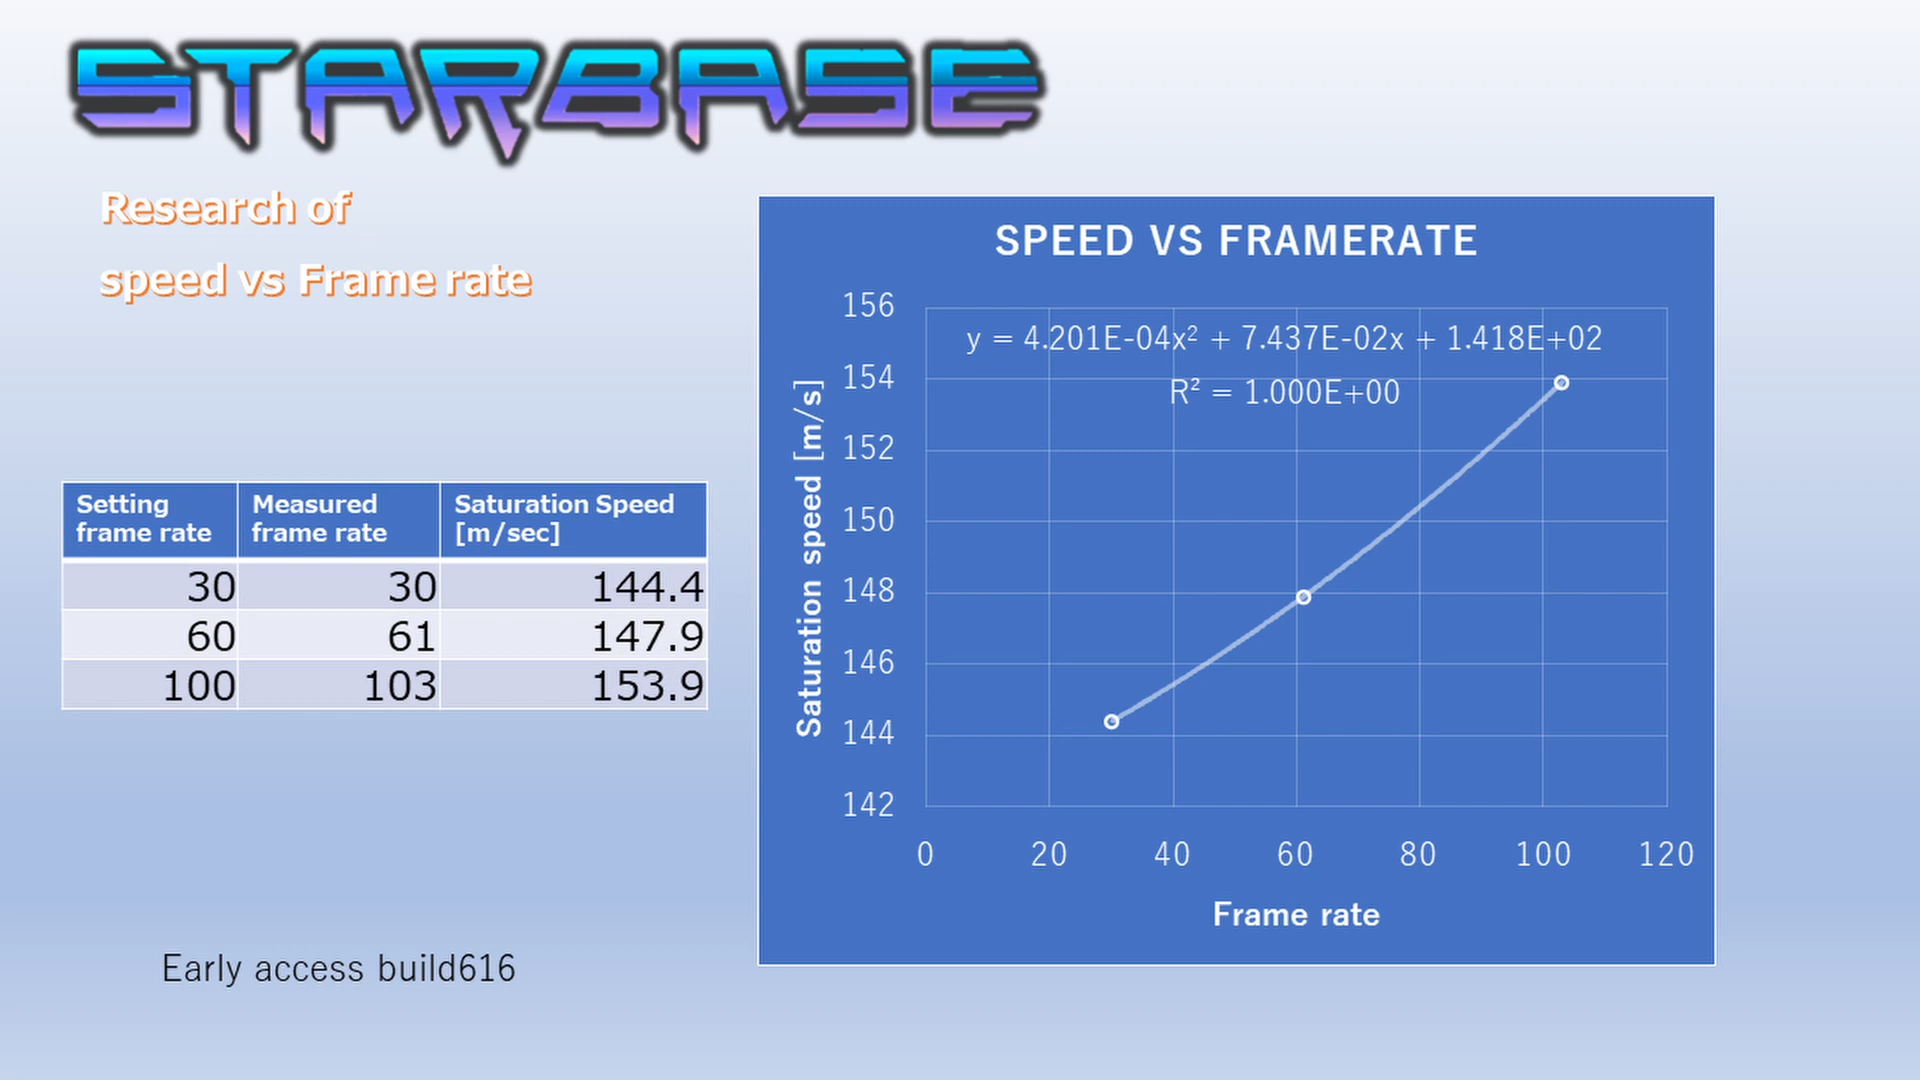 STARBASE
Research of
speed vs Frame rate
Setting frame rate Measured frame rate Saturation Speed [m/sec]
30 30 144.4
60 61 147.9
100 103 153.9
Early access build616
SPEED VS FRAMERATE
y = 4.201E-04x² + 7.437E-02x + 1.418E+02
R² = 1.000E+00
Saturation speed [m/s]
156
154
152
150
148
146
144
142
0 20 40 60 80 100 120
Frame rate